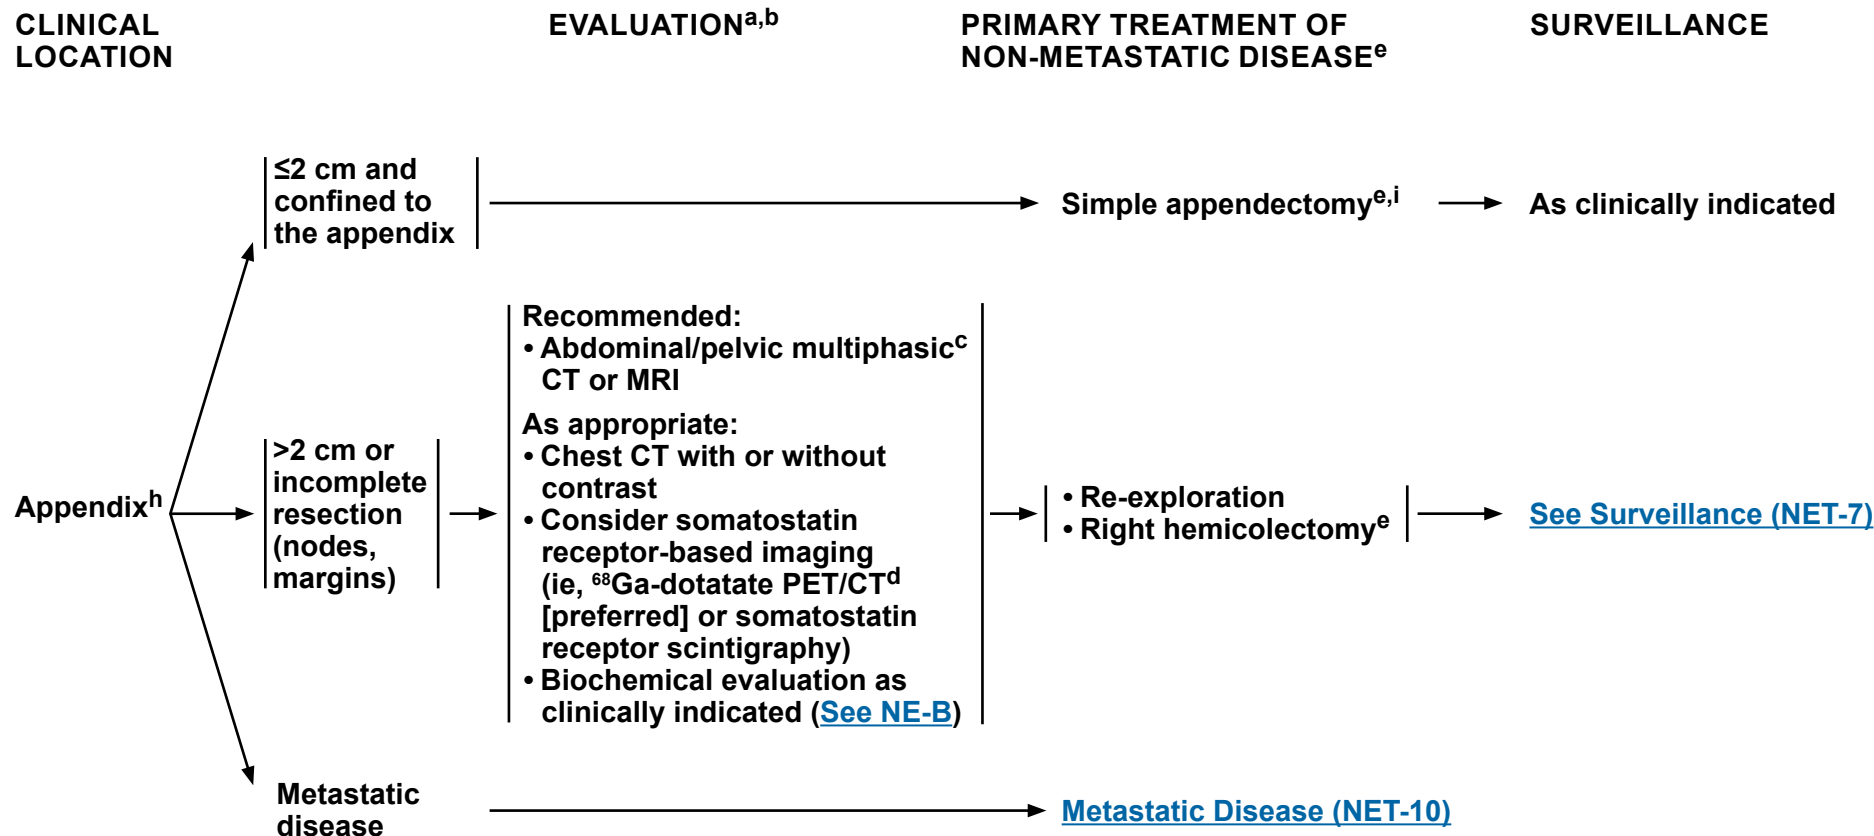 CLINICAL
LOCATION
EVALUATIONa,b
PRIMARY TREATMENT OF
NON-METASTATIC DISEASEe
SURVEILLANCE
≤2 cm and
confined to
the appendix
Simple appendectomye,i
As clinically indicated
Appendixh
>2 cm or
incomplete
resection
(nodes,
margins)
Recommended:
• Abdominal/pelvic multiphasicc
CT or MRI
As appropriate:
• Chest CT with or without
contrast
• Consider somatostatin
receptor-based imaging
(ie, 68Ga-dotatate PET/CTd
[preferred] or somatostatin
receptor scintigraphy)
• Biochemical evaluation as
clinically indicated (See NE-B)
• Re-exploration
• Right hemicolectomye
See Surveillance (NET-7)
Metastatic
disease
Metastatic Disease (NET-10)